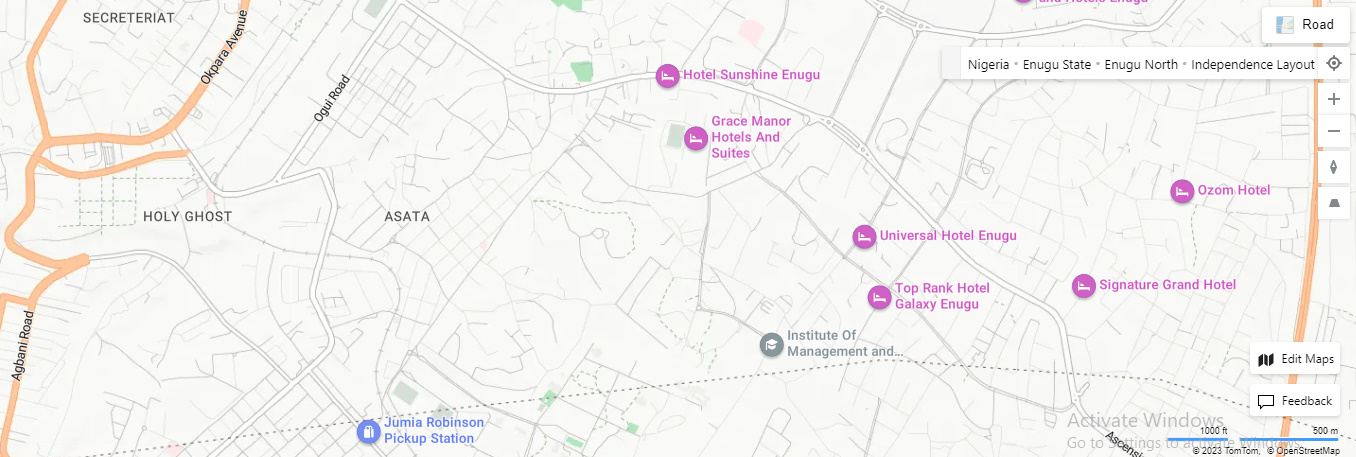 and Hotels Enugu
SECRETERIAT
Okpara Avenue
Road
Nigeria • Enugu State • Enugu North • Independence Layout
Hotel Sunshine Enugu
Ogui Road
Grace Manor
Hotels And
Suites
Ozom Hotel
HOLY GHOST
ASATA
Universal Hotel Enugu
Signature Grand Hotel
Top Rank Hotel
Galaxy Enugu
Agbani Road
Institute Of
Management and...
Edit Maps
Feedback
Jumia Robinson
Pickup Station
Activate Windows
Go to Settings to activate Windows.
1000 ft
500 m
© 2023 TomTom, © OpenStreetMap